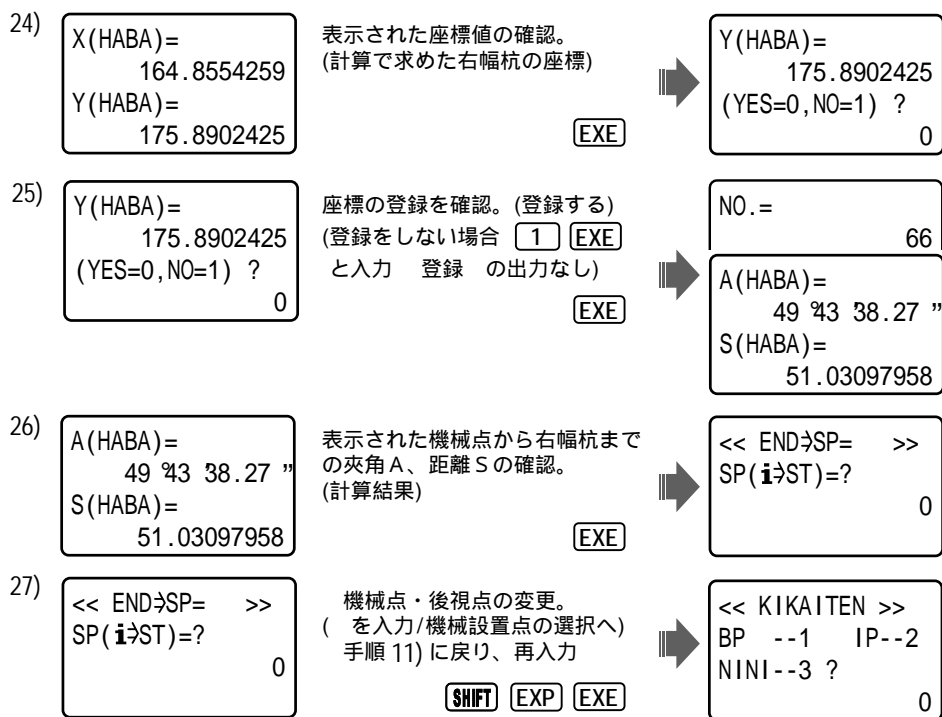 24)
X(HABA)=
164.8554259
Y(HABA)=
175.8902425
表示された座標値の確認。
(計算で求めた右幅杭の座標)
EXE
Y(HABA)=
175.8902425
(YES=0,NO=1) ?
0
25)
Y(HABA)=
175.8902425
(YES=0,NO=1) ?
0
座標の登録を確認。(登録する)
(登録をしない場合 1 EXE
と入力 登録 の出力なし)
EXE
NO.=
66
A(HABA)=
49 °43 '38.27 ”
S(HABA)=
51.03097958
26)
A(HABA)=
49 °43 '38.27 ”
S(HABA)=
51.03097958
表示された機械点から右幅杭まで
の夾角A、距離Sの確認。
(計算結果)
EXE
<< END⇒SP= >>
SP(i⇒ST)=?
0
27)
<< END⇒SP= >>
SP(i⇒ST)=?
0
機械点・後視点の変更。
( を入力/機械設置点の選択へ)
手順 11) に戻り、再入力
SHIFT EXP EXE
<< KIKAITEN >>
BP --1 IP--2
NINI--3 ?
0